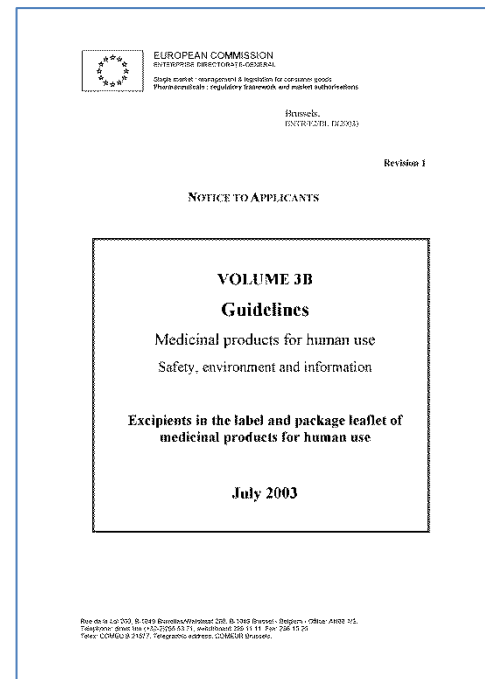 EUROPEAN COMMISSION
ENTERPRISE DIRECTORATE-GENERAL
Single market : management & legislation for consumer goods
Pharmaceuticals : regulatory framework and market authorisations
Brussels,
Revision 1
NOTICE TO APPLICANTS
VOLUME 3B
Guidelines
Medicinal products for human use
Safety, environment and information
Excipients in the label and package leaflet of
medicinal products for human use
July 2003